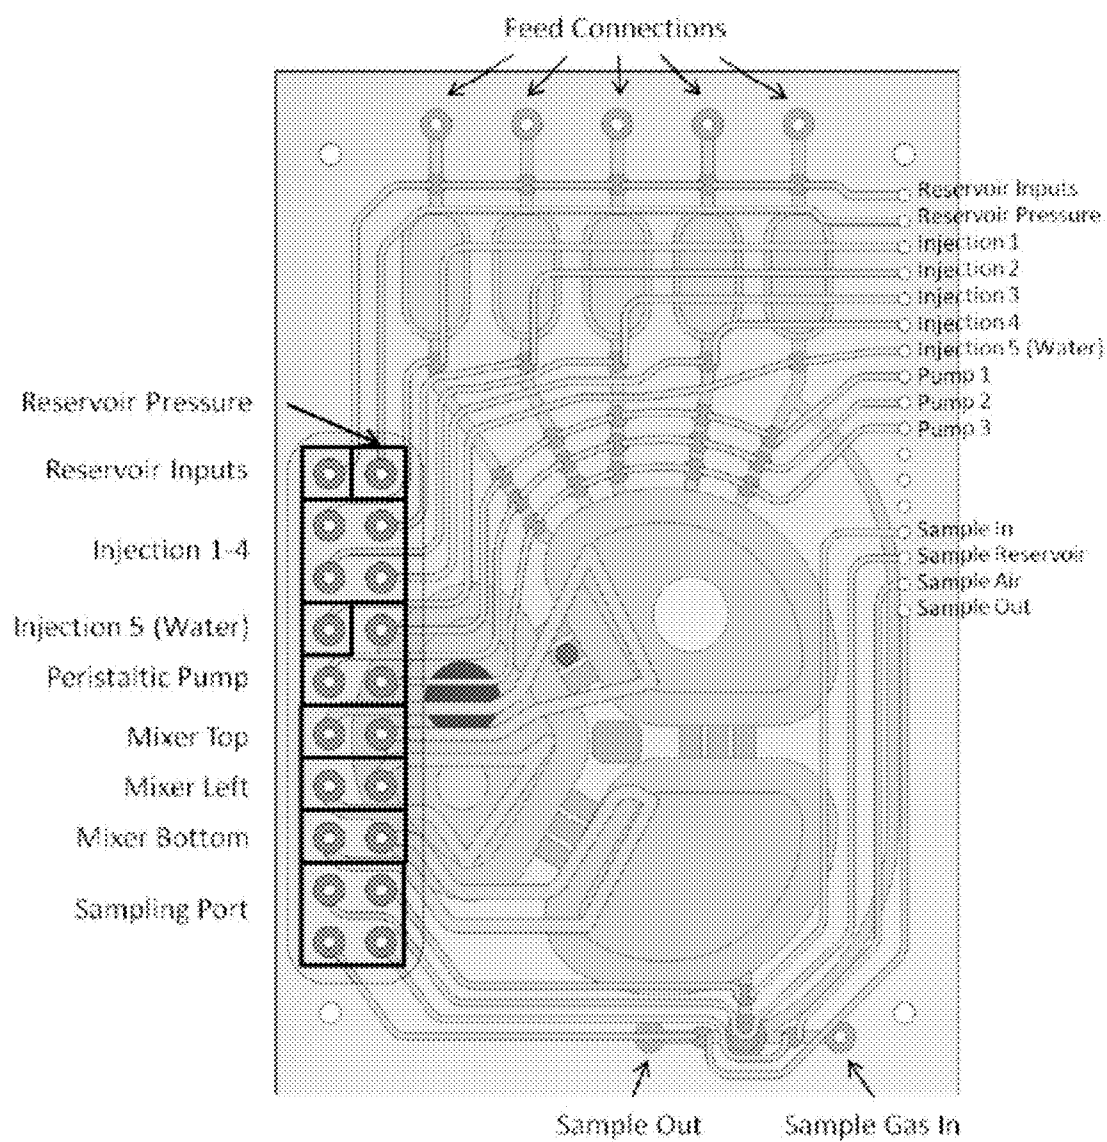 Feed Connections
Reservoir Inputs
Reservoir Pressure
Injection 1
Injection 2
Injection 3
Injection 4
Injection 5 (Water)
Pump 1
Pump 2
Pump 3
Sample in
Sample Reservoir
Sample Air
Sample Out
Reservoir Pressure
Reservoir Inputs
Injection 1-4
Injection 5 (Water)
Peristaltic Pump
Mixer Top
Mixer Left
Mixer Bottom
Sampling Port
Sample Out
Sample Gas In